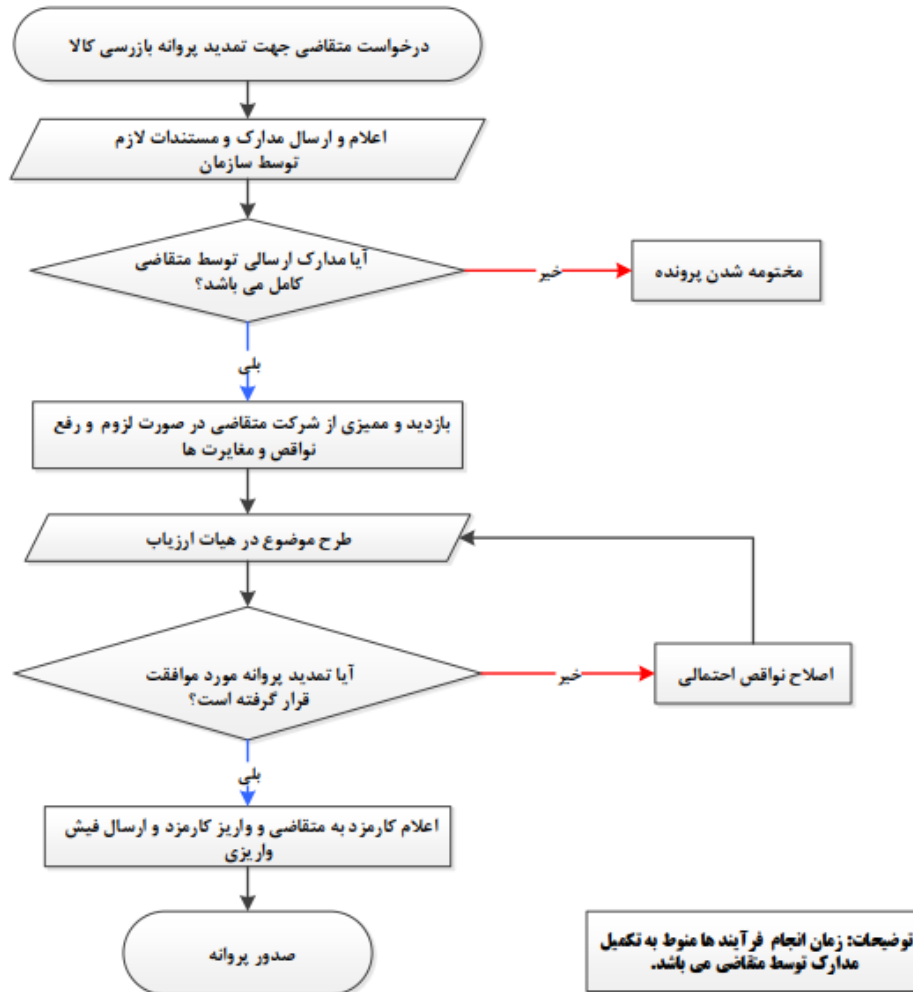 درخواست متقاضی جهت تمدید پروانه بازرسی کالا
اعلام و ارسال مدارک و مستندات لازم
توسط سازمان
آیا مدارک ارسالی توسط متقاضی
کامل می باشد؟
خیر
مختومه شدن پرونده
بلی
بازدید و ممیزی از شرکت متقاضی در صورت لزوم و رفع
نواقص و مغایرت ها
طرح موضوع در هیات ارزیاب
آیا تمدید پروانه مورد موافقت
قرار گرفته است؟
خیر
اصلاح نواقص احتمالی
بلی
اعلام کارمزد به متقاضی و واریز کارمزد و ارسال فیش
واریزی
صدور پروانه
توضیحات: زمان انجام فرآیند ها منوط به تکمیل
مدارک توسط متقاضی می باشد.